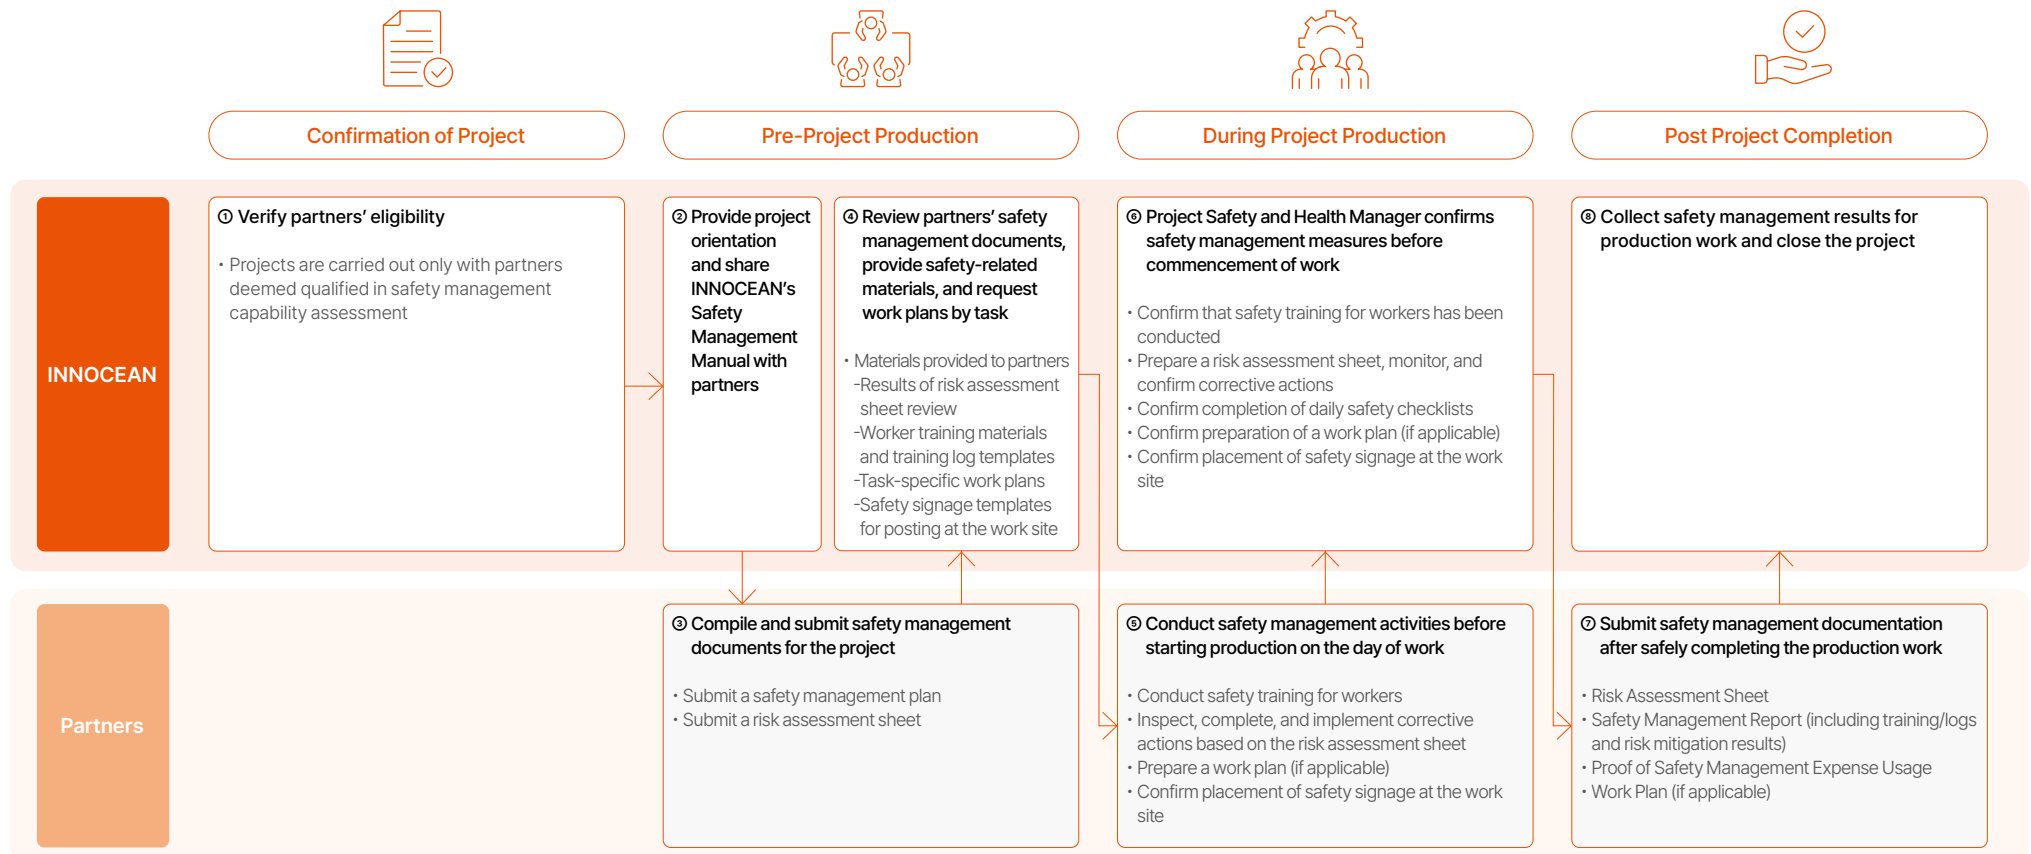 Confirmation of Project
Pre-Project Production
During Project Production
Post Project Completion
INNOCEAN
① Verify partners’ eligibility
• Projects are carried out only with partners
deemed qualified in safety management
capability assessment
② Provide project
orientation
and share
INNOCEAN’s
Safety
Management
Manual with
partners
④ Review partners’ safety
management documents,
provide safety-related
materials, and request
work plans by task
• Materials provided to partners
-Results of risk assessment
sheet review
-Worker training materials
and training log templates
-Task-specific work plans
-Safety signage templates
for posting at the work site
⑥ Project Safety and Health Manager confirms
safety management measures before
commencement of work
• Confirm that safety training for workers has been
conducted
• Prepare a risk assessment sheet, monitor, and
confirm corrective actions
• Confirm completion of daily safety checklists
• Confirm preparation of a work plan (if applicable)
• Confirm placement of safety signage at the work
site
⑧ Collect safety management results for
production work and close the project
Partners
③ Compile and submit safety management
documents for the project
• Submit a safety management plan
• Submit a risk assessment sheet
⑤ Conduct safety management activities before
starting production on the day of work
• Conduct safety training for workers
• Inspect, complete, and implement corrective
actions based on the risk assessment sheet
• Prepare a work plan (if applicable)
• Confirm placement of safety signage at the work
site
⑦ Submit safety management documentation
after safely completing the production work
• Risk Assessment Sheet
• Safety Management Report (including training/logs
and risk mitigation results)
• Proof of Safety Management Expense Usage
• Work Plan (if applicable)